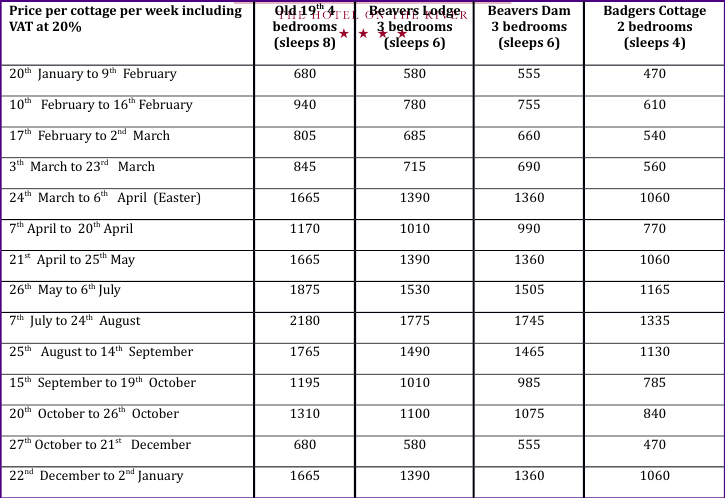 Price per cottage per week including VAT at 20% Old 19th 4 bedrooms (sleeps 8) Beavers Lodge 3 bedrooms (sleeps 6) Beavers Dam 3 bedrooms (sleeps 6) Badgers Cottage 2 bedrooms (sleeps 4)
THE HOTEL ON THE RIVER
20th January to 9th February 680 580 555 470
10th February to 16th February 940 780 755 610
17th February to 2nd March 805 685 660 540
3th March to 23rd March 845 715 690 560
24th March to 6th April (Easter) 1665 1390 1360 1060
7th April to 20th April 1170 1010 990 770
21st April to 25th May 1665 1390 1360 1060
26th May to 6th July 1875 1530 1505 1165
7th July to 24th August 2180 1775 1745 1335
25th August to 14th September 1765 1490 1465 1130
15th September to 19th October 1195 1010 985 785
20th October to 26th October 1310 1100 1075 840
27th October to 21st December 680 580 555 470
22nd December to 2nd January 1665 1390 1360 1060